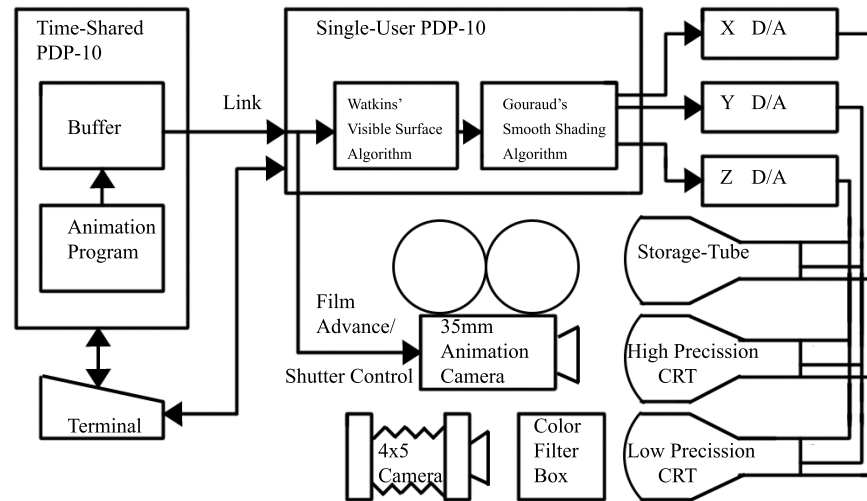 Time-Shared
PDP-10
Buffer
Animation
Program
Terminal
Link
Single-User PDP-10
Watkins’
Visible Surface
Algorithm
Gouraud’s
Smooth Shading
Algorithm
X D/A
Y D/A
Z D/A
Film
Advance/
Shutter Control
35mm
Animation
Camera
4x5
Camera
Color
Filter
Box
Storage-Tube
High Precission
CRT
Low Precission
CRT